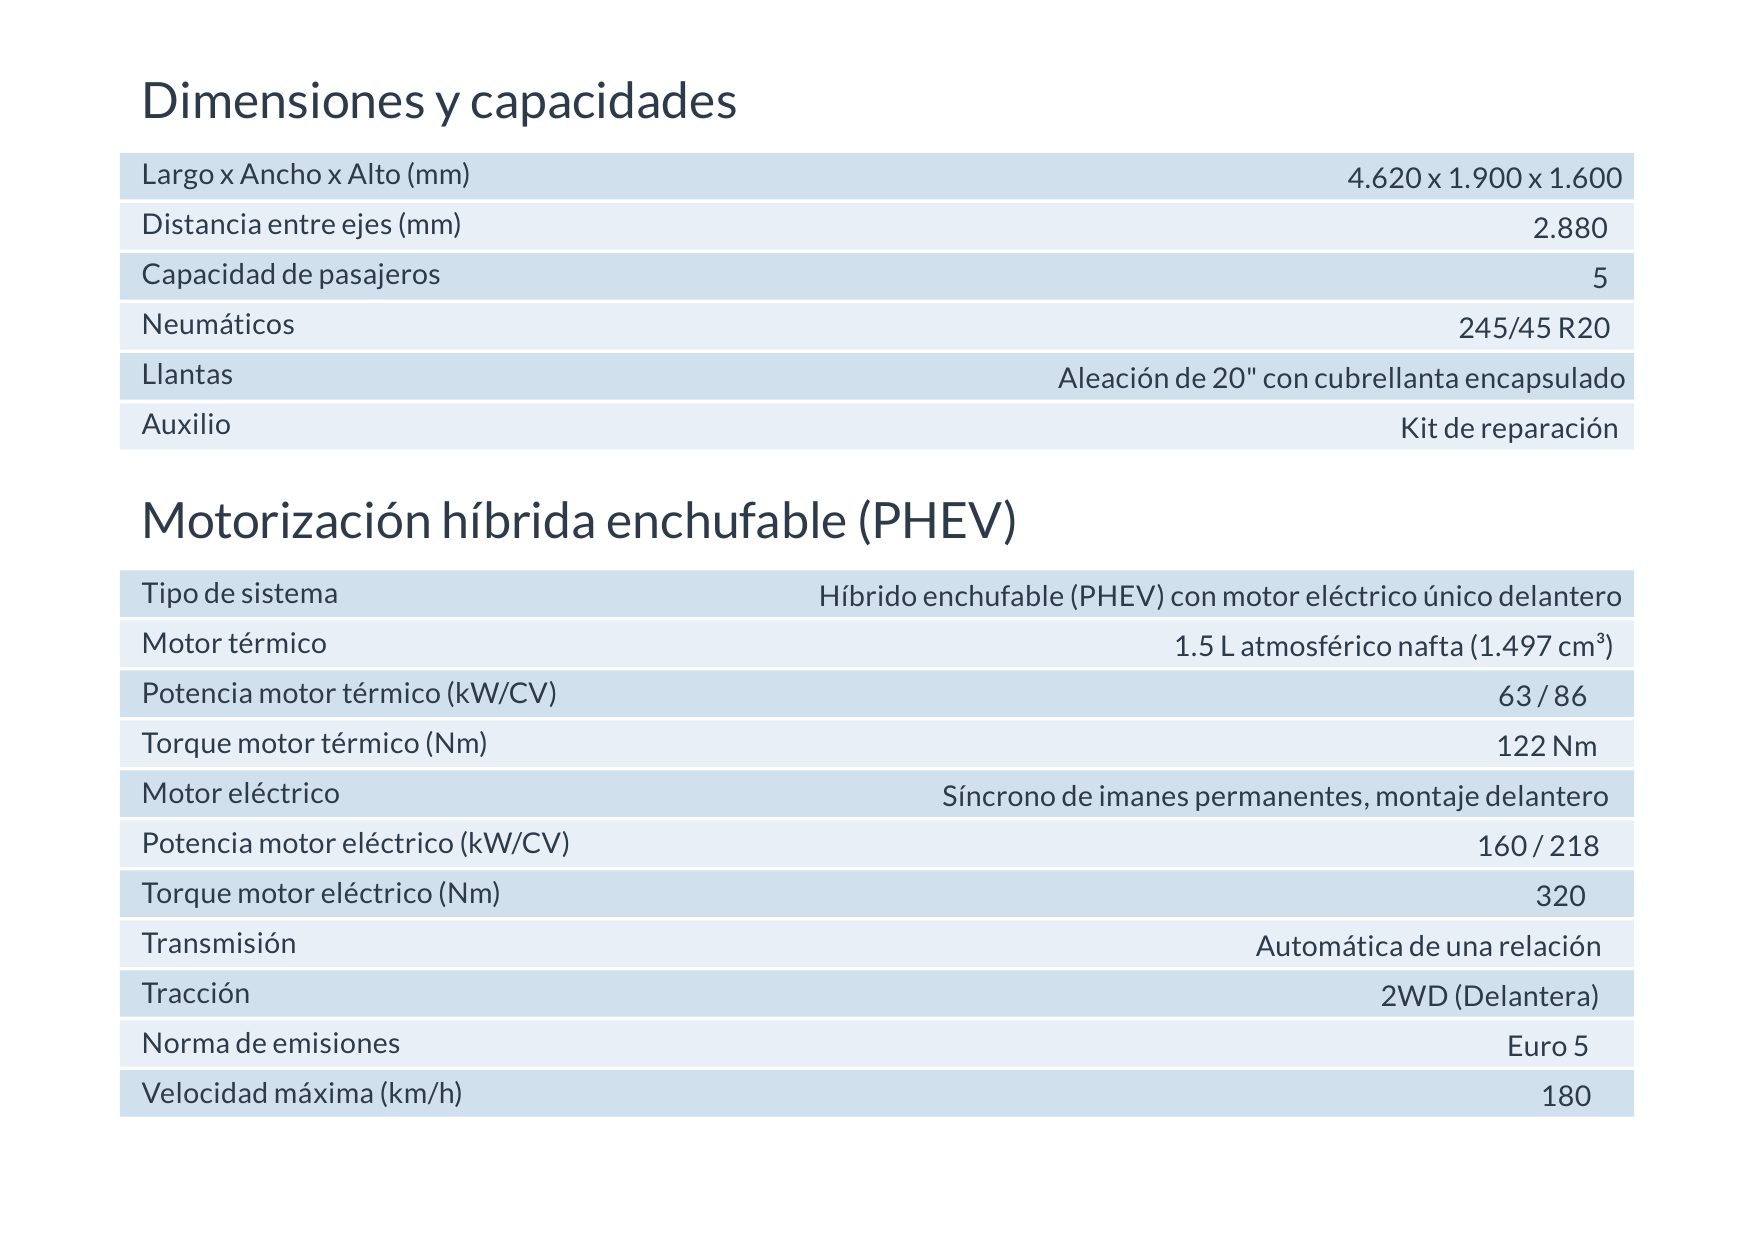 Dimensiones y capacidades
Largo x Ancho x Alto (mm) 4.620 x 1.900 x 1.600
Distancia entre ejes (mm) 2.880
Capacidad de pasajeros 5
Neumáticos 245/45 R20
Llantas Aleación de 20" con cubrellanta encapsulado
Auxilio Kit de reparación
Motorización híbrida enchufable (PHEV)
Tipo de sistema Híbrido enchufable (PHEV) con motor eléctrico único delantero
Motor térmico 1.5 L atmosférico nafta (1.497 cm³)
Potencia motor térmico (kW/CV) 63 / 86
Torque motor térmico (Nm) 122 Nm
Motor eléctrico Síncrono de imanes permanentes, montaje delantero
Potencia motor eléctrico (kW/CV) 160 / 218
Torque motor eléctrico (Nm) 320
Transmisión Automática de una relación
Tracción 2WD (Delantera)
Norma de emisiones Euro 5
Velocidad máxima (km/h) 180